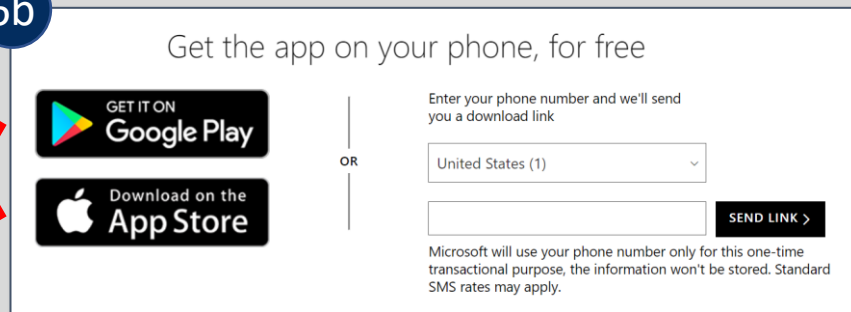 5b
Get the app on your phone, for free
GET IT ON
Google Play
Download on the
App Store
OR
Enter your phone number and we'll send
you a download link
United States (1)
SEND LINK >
Microsoft will use your phone number only for this one-time
transactional purpose, the information won't be stored. Standard
SMS rates may apply.